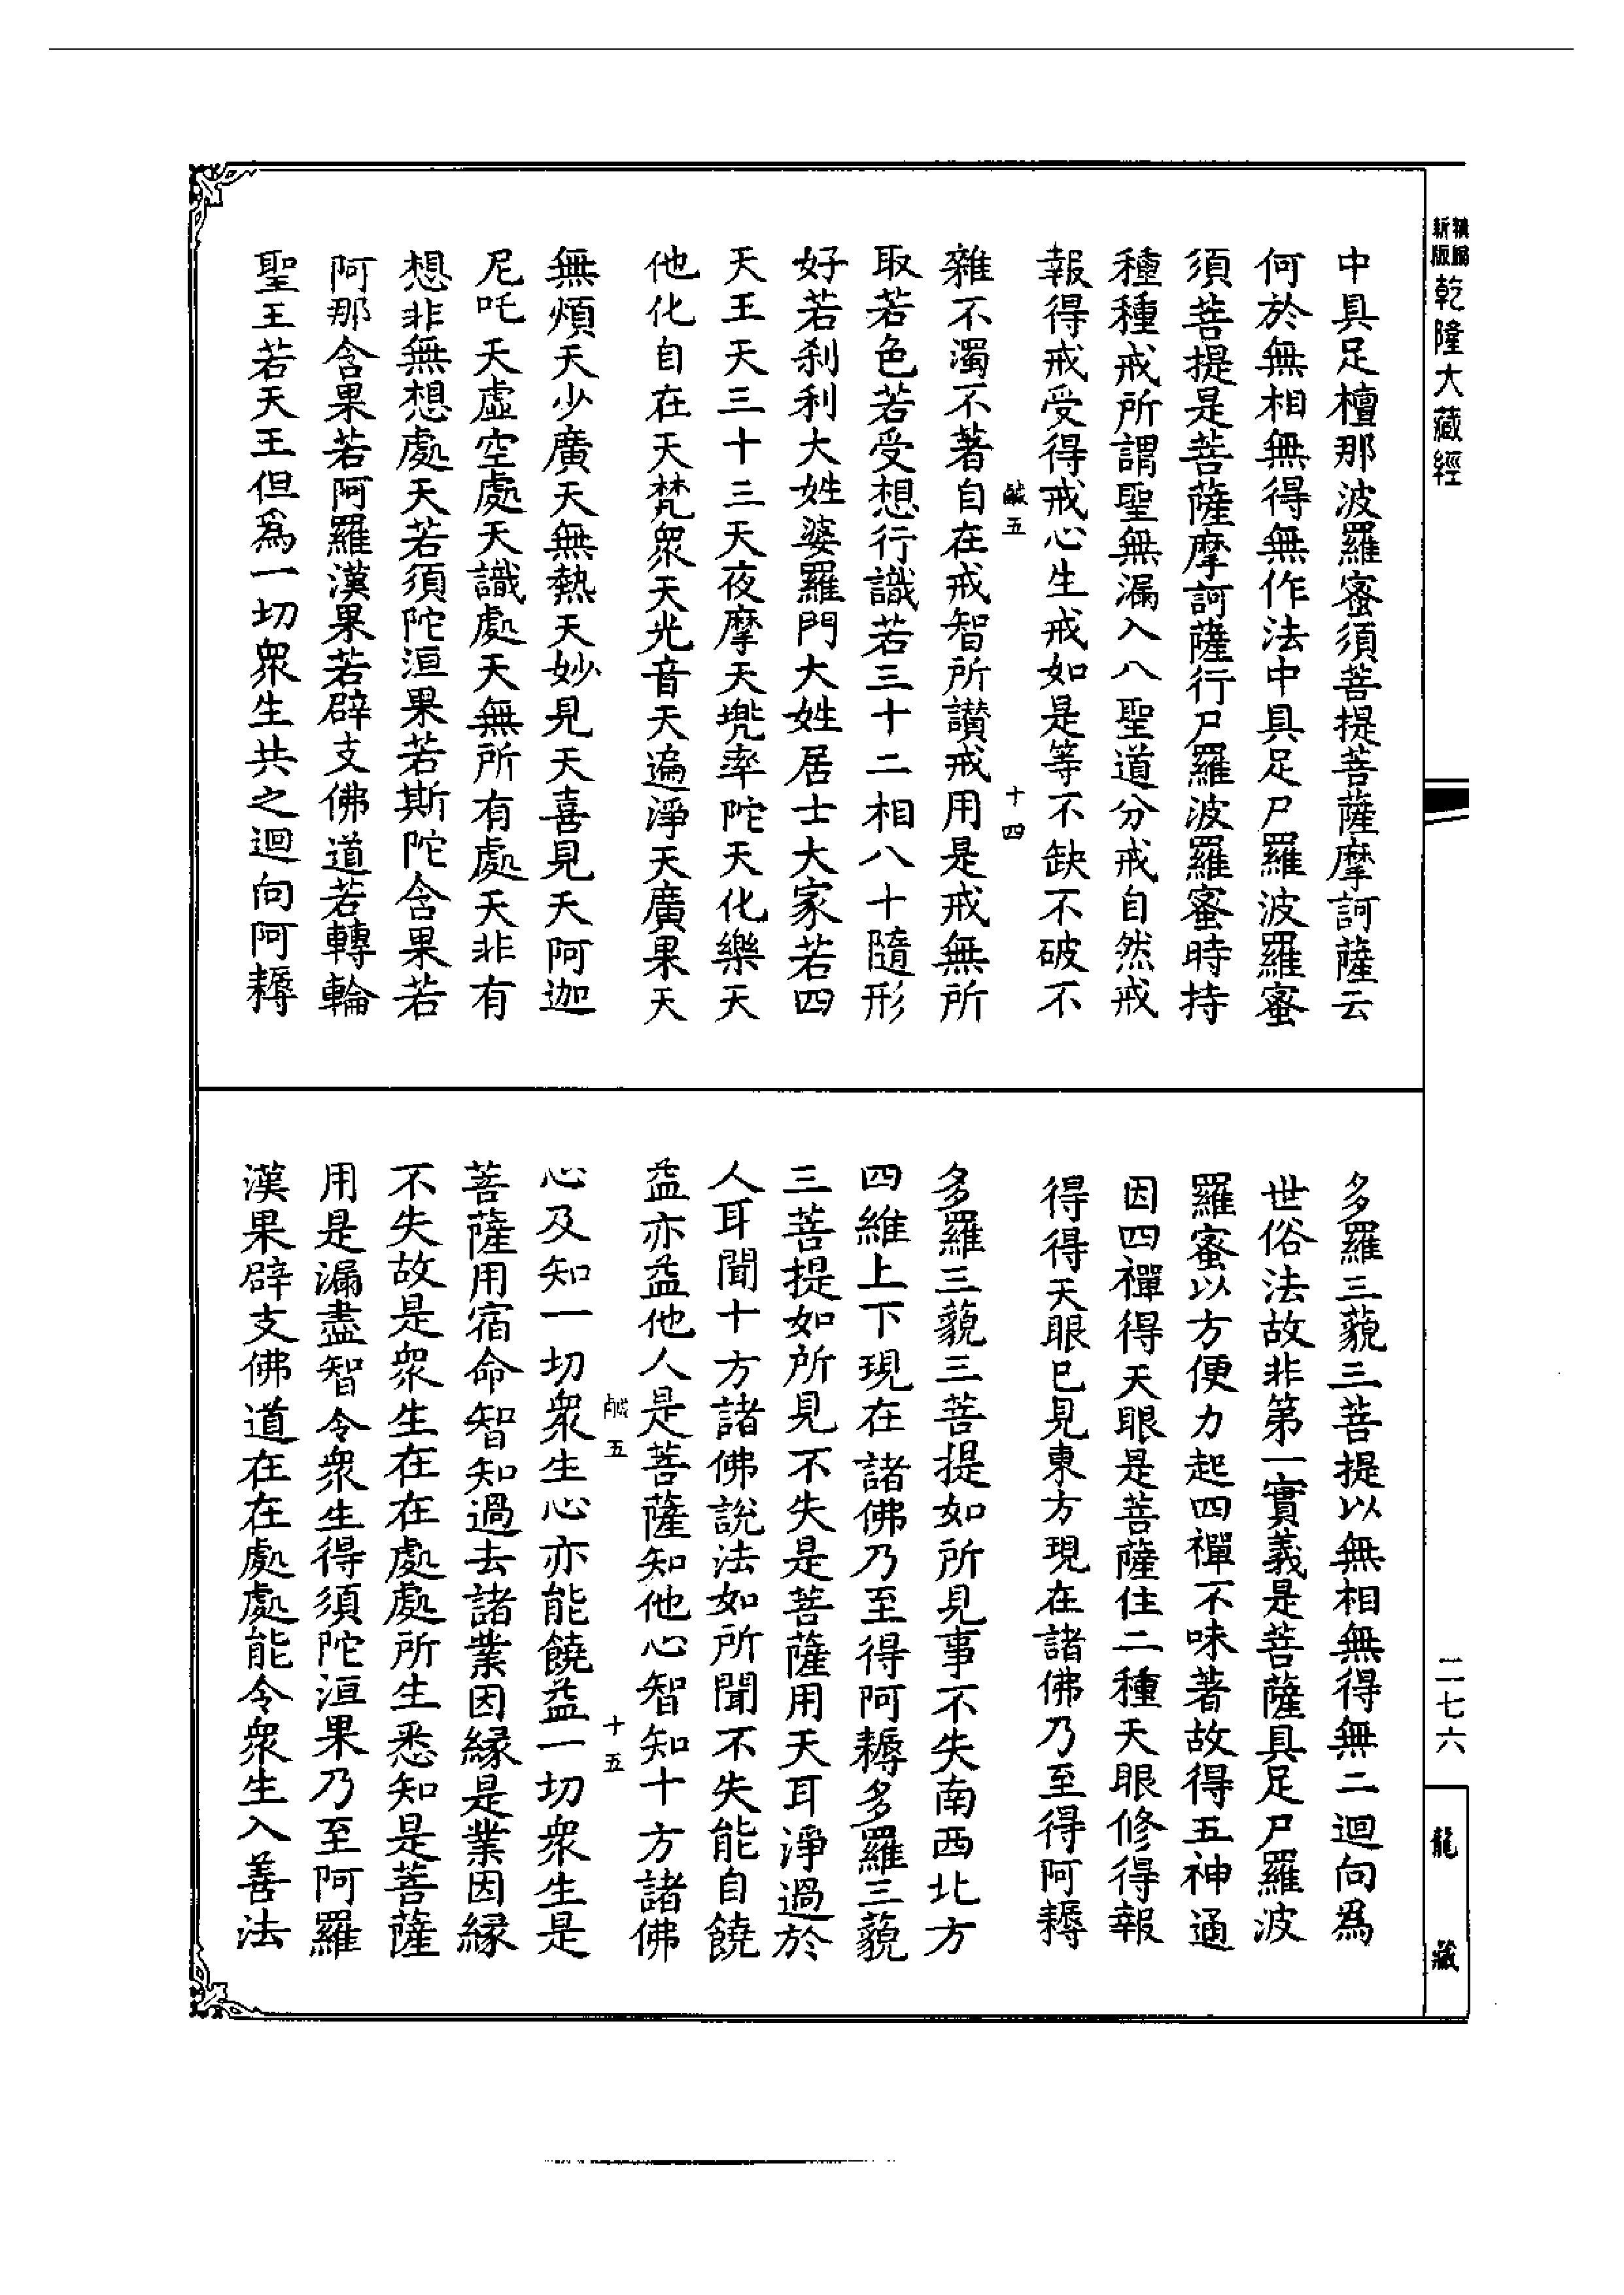 新編
新版
乾隆大藏經
中具足檀那波羅蜜須菩提菩薩摩訶薩云
何於無相無得無作法中具足尸羅波羅蜜
須菩提是菩薩摩訶薩行尸羅波羅蜜時持
種種戒所謂聖無漏入八聖道分戒自然戒
報得戒受得戒心生戒如是等不缺不破不
鹹五
十四
雜不濁不著自在戒智所讃戒用是戒無所
取若色若受想行識若三十二相八十隨形
好若剎利大姓婆羅門大姓居士大家若四
天王天三十三天夜摩天兜率陀天化樂天
他化自在天梵眾天光音天遍淨天廣果天
無煩天少廣天無熱天妙見天喜見天阿迦
尼吒天虛空處天識處天無所有處天非有
想非無想處天若須陀洹果若斯陀含果若
阿那含果若阿羅漢果若辟支佛道若轉輪
聖王若天王但為一切眾生共之迴向阿耨
多羅三藐三菩提以無相無得無二迴向為
世俗法故非第一實義是菩薩具足尸羅波
羅蜜以方便力起四禪不味著故得五神通
因四禪得天眼是菩薩住二種天眼修得報
得得天眼已見東方現在諸佛乃至得阿耨
多羅三藐三菩提如所見事不失南西北方
四維上下現在諸佛乃至得阿耨多羅三藐
三菩提如所見不失是菩薩用天耳淨過於
人耳聞十方諸佛說法如所聞不失能自饒
益亦益他人是菩薩知他心智知十方諸佛
鹹五
十五
心及知一切眾生心亦能饒益一切眾生是
菩薩用宿命智知過去諸業因緣是業因緣
不失故是眾生在在處處所生悉知是菩薩
用是漏盡智令眾生得須陀洹果乃至阿羅
漢果辟支佛道在在處處能令眾生入善法
二七六
龍藏